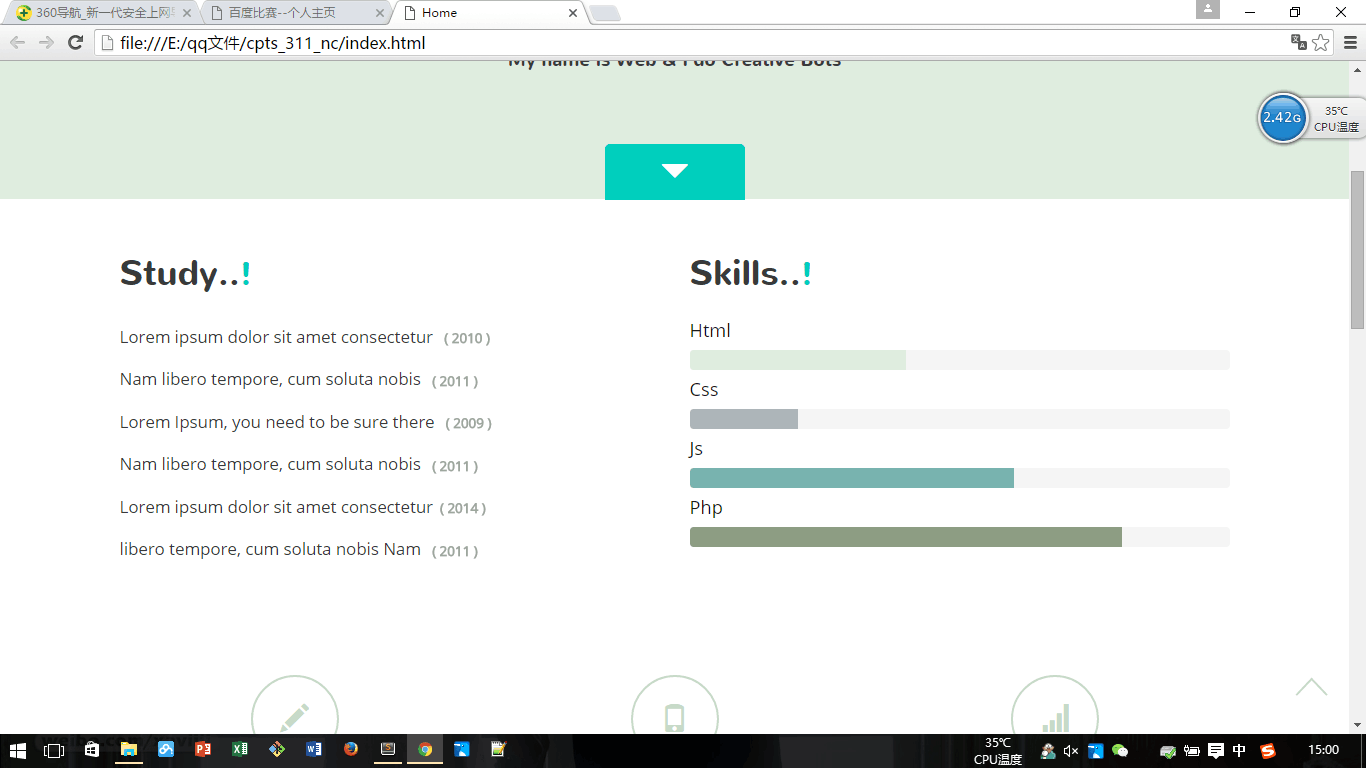 360导航_新一代安全上网导
百度比赛--个人主页
Home
file:///E:/qq文件/cpts_311_nc/index.html
My name is Web & I do Creative Bots
2.42G
35℃
CPU温度
Study..!
Lorem ipsum dolor sit amet consectetur ( 2010 )
Nam libero tempore, cum soluta nobis ( 2011 )
Lorem Ipsum, you need to be sure there ( 2009 )
Nam libero tempore, cum soluta nobis ( 2011 )
Lorem ipsum dolor sit amet consectetur ( 2014 )
libero tempore, cum soluta nobis Nam ( 2011 )
Skills..!
Html
Css
Js
Php
35℃
CPU温度
中
15:00